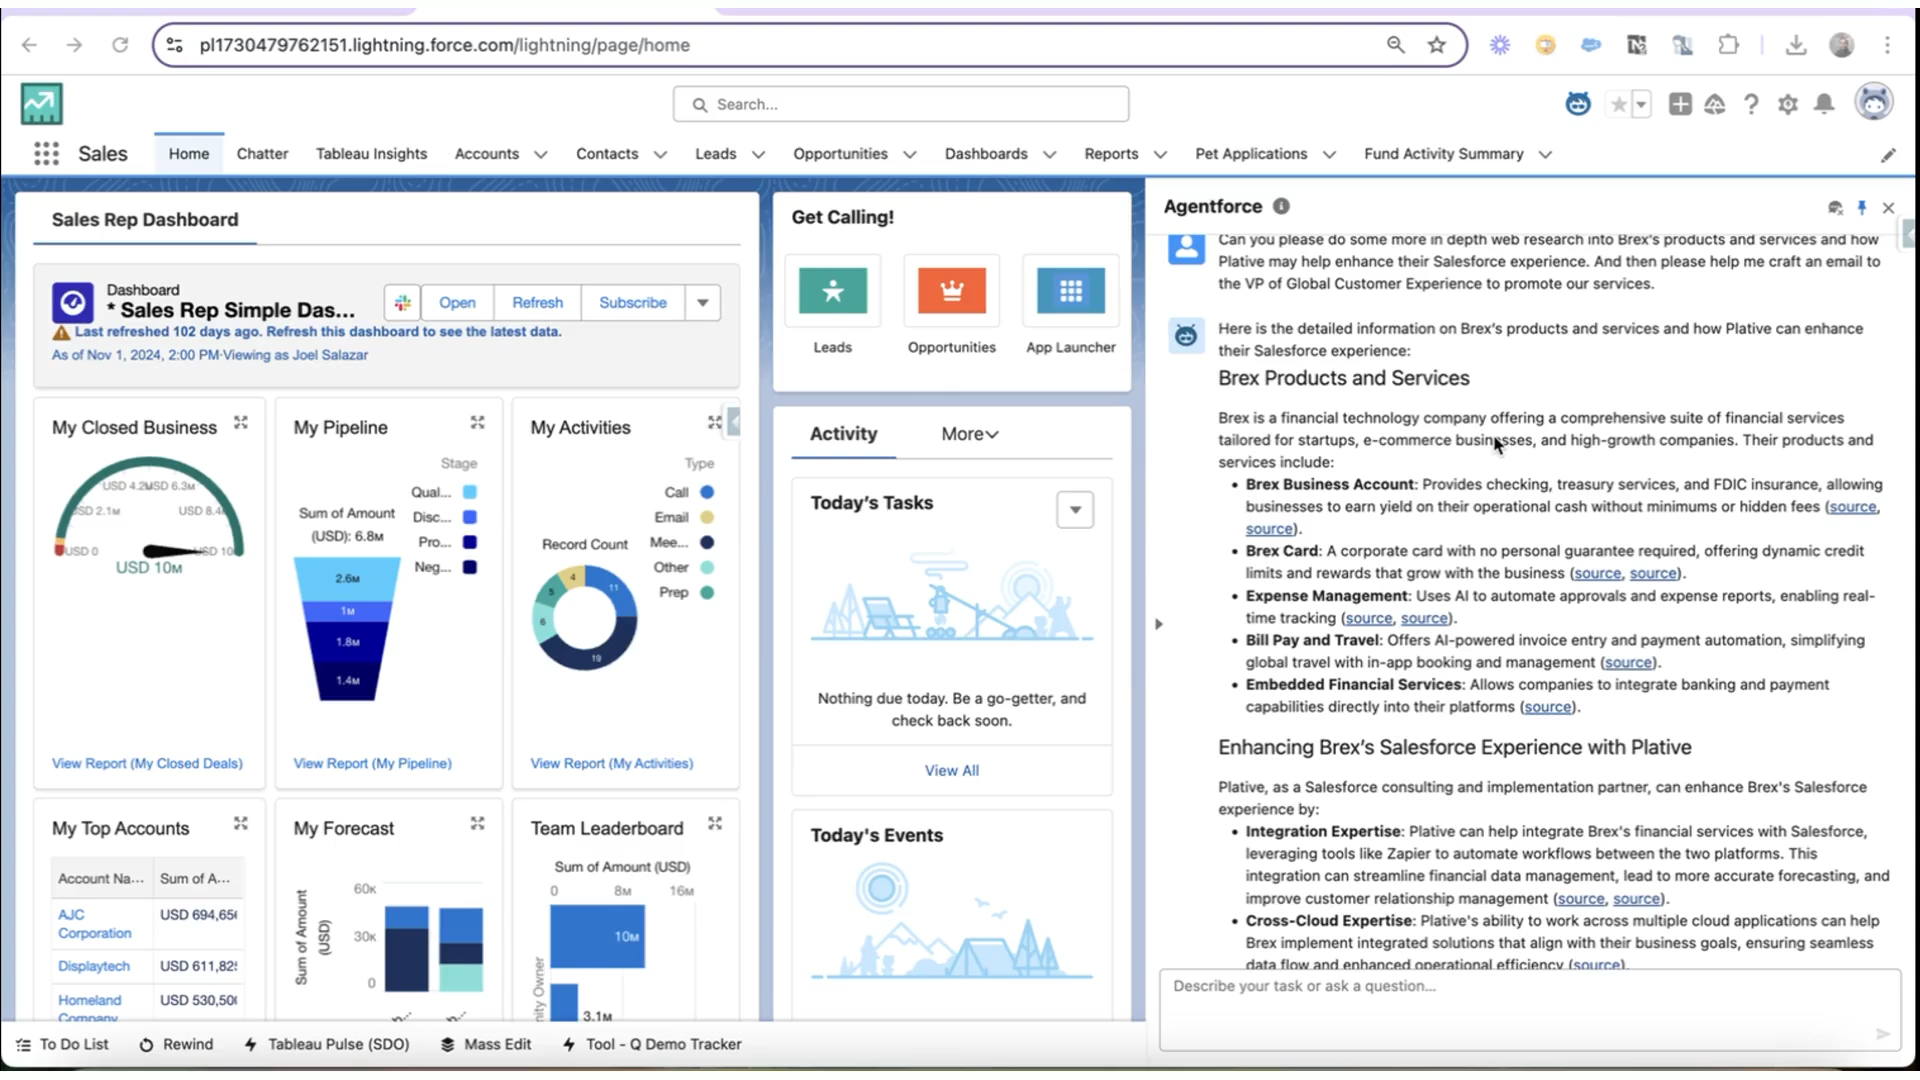 pl1730479762151.lightning.force.com/lightning/page/home
Search...
Sales
Home
Chatter
Tableau Insights
Accounts
Contacts
Leads
Opportunities
Dashboards
Reports
Pet Applications
Fund Activity Summary
Sales Rep Dashboard
Dashboard
* Sales Rep Simple Das...
Open
Refresh
Subscribe
Last refreshed 102 days ago. Refresh this dashboard to see the latest data.
As of Nov 1, 2024, 2:00 PM·Viewing as Joel Salazar
My Closed Business
USD 6.3M
USD 0
USD 10M
View Report (My Closed Deals)
My Pipeline
Stage
Sum of Amount
(USD): 6.8M
Qual...
Disc...
Pro...
Neg...
2.6M
1M
1.8M
1.4M
View Report (My Pipeline)
My Activities
Type
Call
Email
Mee...
Other
Prep
Record Count
4
11
5
6
19
View Report (My Activities)
My Top Accounts
Account Na...
Sum of A...
AJC
Corporation
Displaytech
USD 611,82
Homeland
Company
USD 530,50
My Forecast
Sum of Amount
(USD)
60K
30K
0
Team Leaderboard
Sum of Amount (USD)
0
8M
16M
10M
3.1M
Owner
Get Calling!
Leads
Opportunities
App Launcher
Activity
More
Today's Tasks
Nothing due today. Be a go-getter, and
check back soon.
View All
Today's Events
Agentforce
Can you please do some more in depth web research into Brex's products and services and how
Plative may help enhance their Salesforce experience. And then please help me craft an email to
the VP of Global Customer Experience to promote our services.
Here is the detailed information on Brex's products and services and how Plative can enhance
their Salesforce experience:
Brex Products and Services
Brex is a financial technology company offering a comprehensive suite of financial services
tailored for startups, e-commerce businesses, and high-growth companies. Their products and
services include:
• Brex Business Account: Provides checking, treasury services, and FDIC insurance, allowing
businesses to earn yield on their operational cash without minimums or hidden fees (source,
source).
• Brex Card: A corporate card with no personal guarantee required, offering dynamic credit
limits and rewards that grow with the business (source, source).
• Expense Management: Uses AI to automate approvals and expense reports, enabling real-
time tracking (source, source).
• Bill Pay and Travel: Offers AI-powered invoice entry and payment automation, simplifying
global travel with in-app booking and management (source).
• Embedded Financial Services: Allows companies to integrate banking and payment
capabilities directly into their platforms (source).
Enhancing Brex's Salesforce Experience with Plative
Plative, as a Salesforce consulting and implementation partner, can enhance Brex's Salesforce
experience by:
• Integration Expertise: Plative can help integrate Brex's financial services with Salesforce,
leveraging tools like Zapier to automate workflows between the two platforms. This
integration can streamline financial data management, lead to more accurate forecasting, and
improve customer relationship management (source, source).
• Cross-Cloud Expertise: Plative's ability to work across multiple cloud applications can help
Brex implement integrated solutions that align with their business goals, ensuring seamless
data flow and enhanced operational efficiency (source).
Describe your task or ask a question...
To Do List
Rewind
Tableau Pulse (SDO)
Mass Edit
Tool - Q Demo Tracker